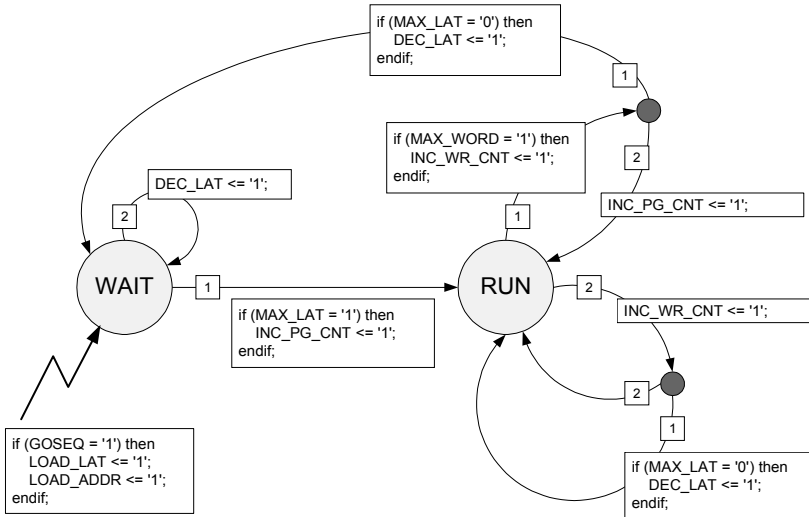 if (MAX_LAT = '0') then
DEC_LAT <= '1';
endif;
1
if (MAX_WORD = '1') then
INC_WR_CNT <= '1';
endif;
2
DEC_LAT <= '1';
INC_PG_CNT <= '1';
2
1
WAIT
1
RUN
2
if (MAX_LAT = '1') then
INC_PG_CNT <= '1';
endif;
INC_WR_CNT <= '1';
2
1
if (GOSEQ = '1') then
LOAD_LAT <= '1';
LOAD_ADDR <= '1';
endif;
if (MAX_LAT = '0') then
DEC_LAT <= '1';
endif;